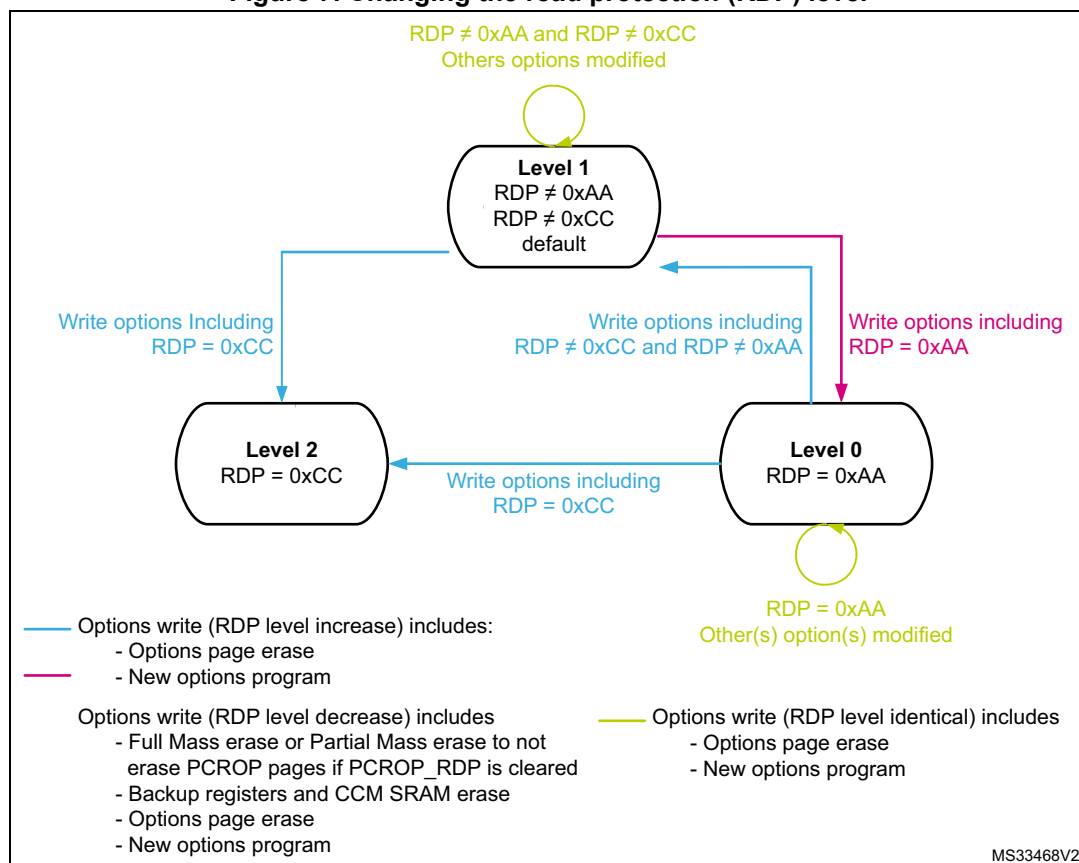 RDP ≠ 0xAA and RDP ≠ 0xCC
Others options modified
Level 1
RDP ≠ 0xAA
RDP ≠ 0xCC
default
Write options Including
RDP = 0xCC
Write options including
RDP ≠ 0xCC and RDP ≠ 0xAA
Write options including
RDP = 0xAA
Level 2
RDP = 0xCC
Level 0
RDP = 0xAA
Write options including
RDP = 0xCC
RDP = 0xAA
Other(s) option(s) modified
Options write (RDP level increase) includes:
- Options page erase
- New options program
Options write (RDP level decrease) includes
- Full Mass erase or Partial Mass erase to not
erase PCROP pages if PCROP_RDP is cleared
- Backup registers and CCM SRAM erase
- Options page erase
- New options program
Options write (RDP level identical) includes
- Options page erase
- New options program
MS33468V2